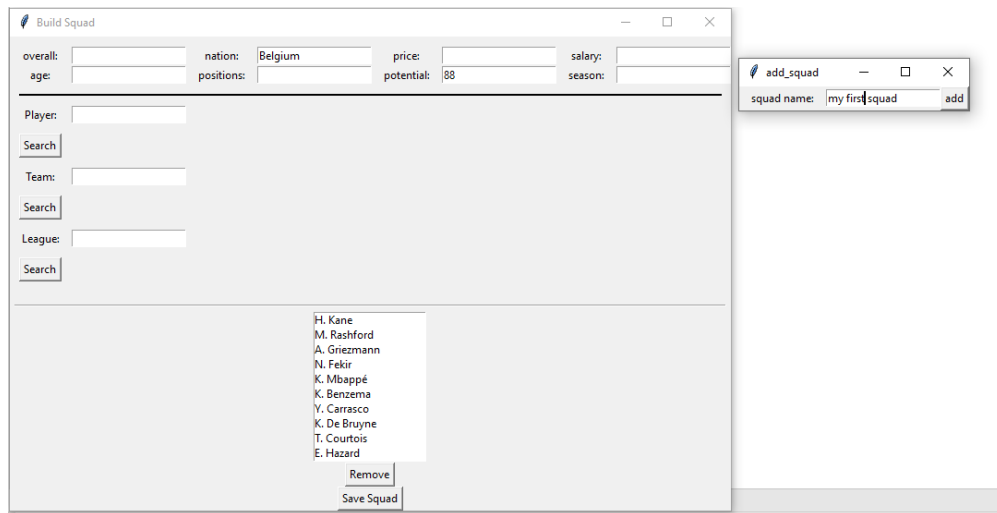 Build Squad
overall: nation: Belgium price: salary:
age: positions: potential: 88 season:
add_squad
squad name: my first squad add
Player:
Search
Team:
Search
League:
Search
H. Kane
M. Rashford
A. Griezmann
N. Fekir
K. Mbappé
K. Benzema
Y. Carrasco
K. De Bruyne
T. Courtois
E. Hazard
Remove
Save Squad